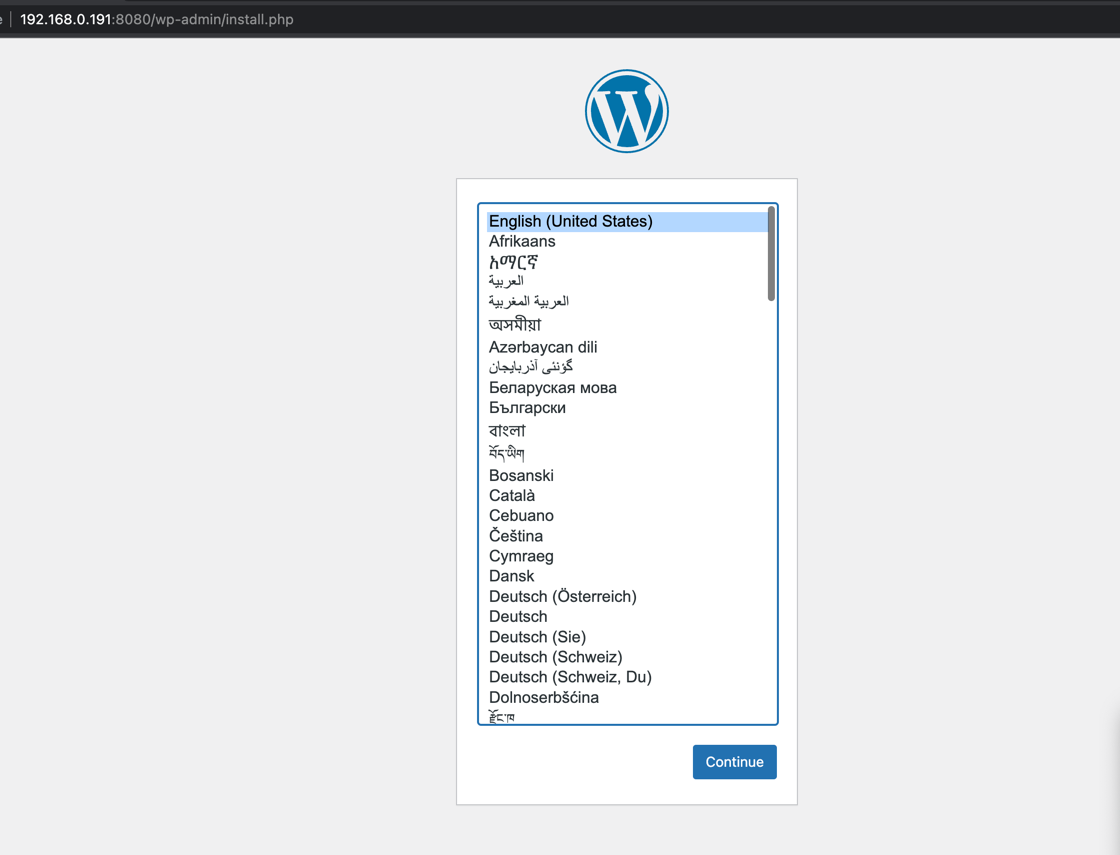 192.168.0.191:8080/wp-admin/install.php
English (United States)
Afrikaans
አማርኛ
العربية
العربية المغربية
অসমীয়া
Azərbaycan dili
گؤنئی آذربایجان
Беларуская мова
Български
বাংলা
བོད་ཡིག
Bosanski
Català
Cebuano
Čeština
Cymraeg
Dansk
Deutsch (Österreich)
Deutsch
Deutsch (Sie)
Deutsch (Schweiz)
Deutsch (Schweiz, Du)
Dolnoserbšćina
རྫོང་ཁ
Continue